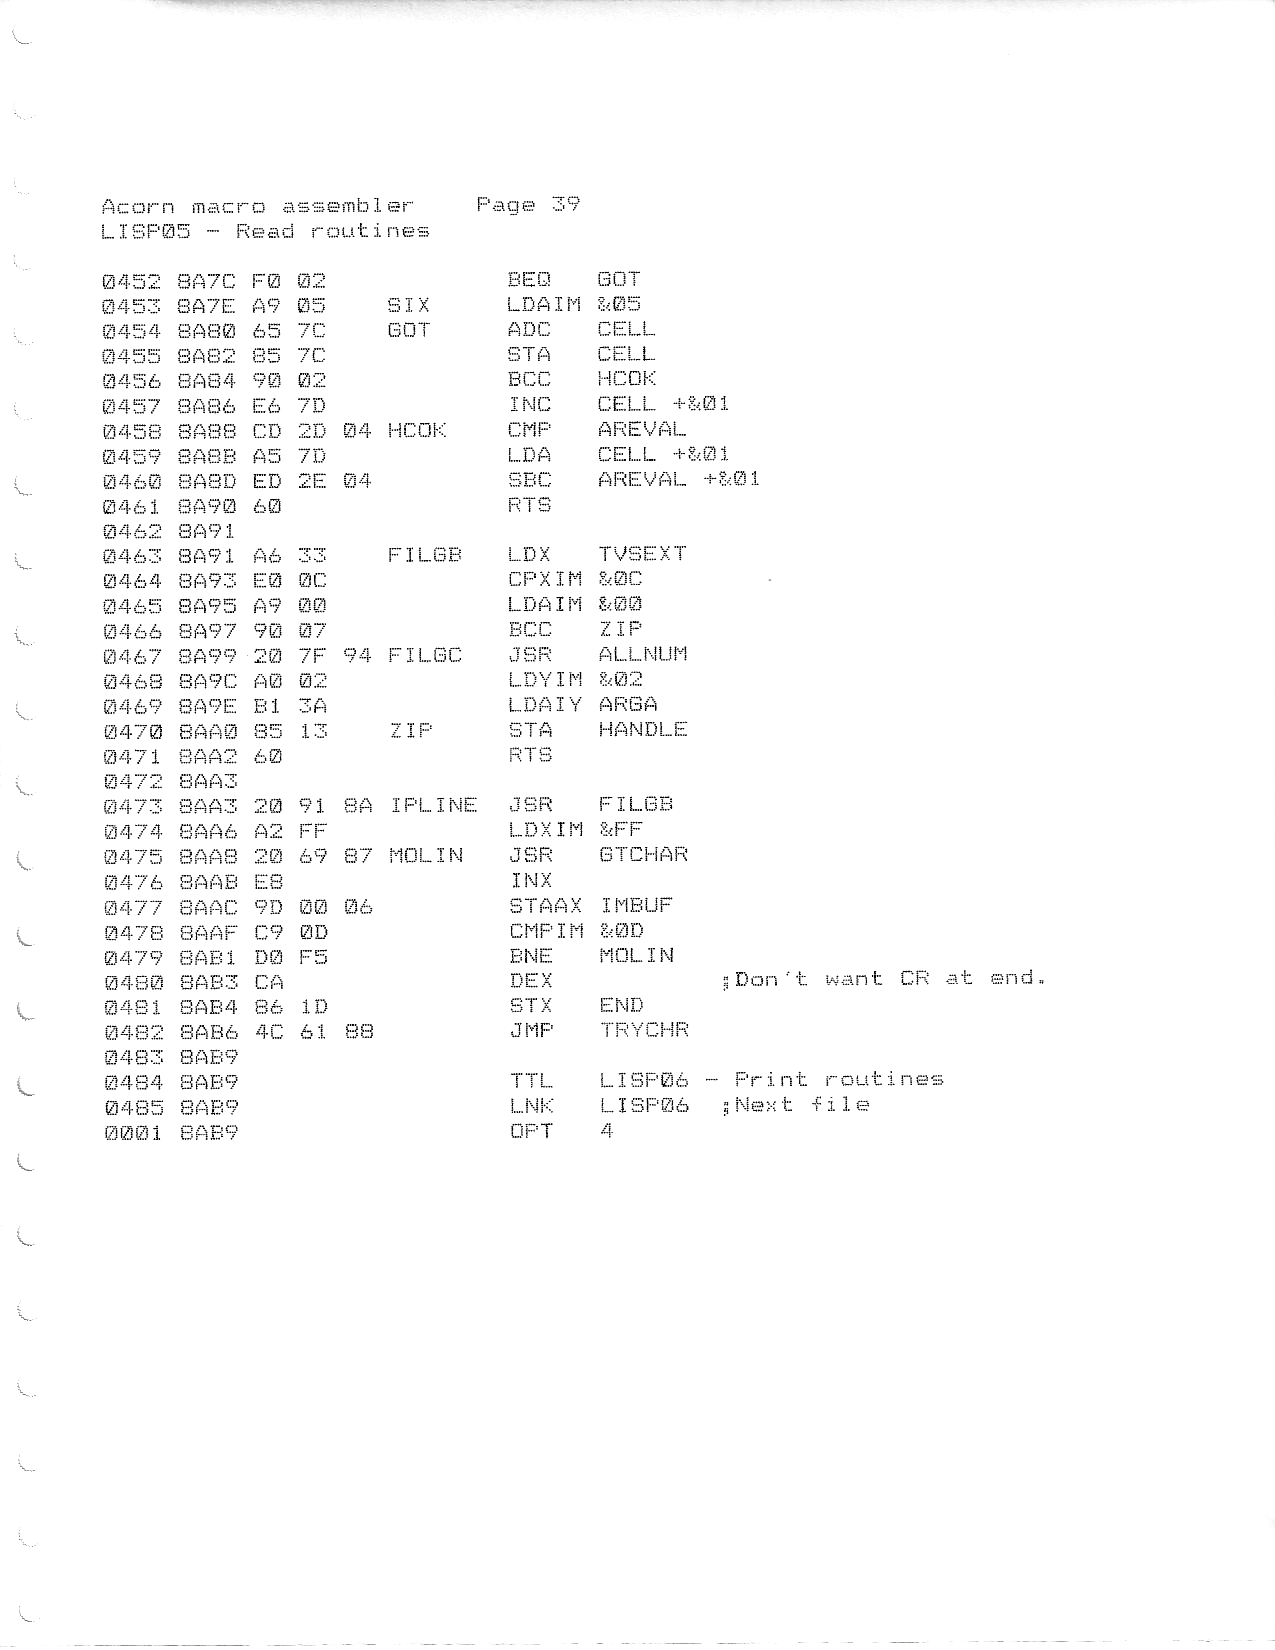 Acorn macro assembler    Page 39
LISP05 - Read routines
0452 8A7C F0 02            BEQ   GOT
0453 8A7E A9 05    SIX     LDAIM &05
0454 8A80 65 7C    GOT     ADC   CELL
0455 8A82 85 7C            STA   CELL
0456 8A84 90 02            BCC   HCOK
0457 8A86 E6 7D            INC   CELL +&01
0458 8A88 CD 2D 04 HCOK    CMP   AREVAL
0459 8A8B A5 7D            LDA   CELL +&01
0460 8A8D ED 2E 04         SBC   AREVAL +&01
0461 8A90 60               RTS
0462 8A91
0463 8A91 A6 33    FILGB   LDX   TVSEXT
0464 8A93 E0 0C            CPXIM &0C
0465 8A95 A9 00            LDAIM &00
0466 8A97 90 07            BCC   ZIP
0467 8A99 20 7F 94 FILGC   JSR   ALLNUM
0468 8A9C A0 02            LDYIM &02
0469 8A9E B1 3A            LDAIY ARGA
0470 8AA0 85 13    ZIP     STA   HANDLE
0471 8AA2 60               RTS
0472 8AA3
0473 8AA3 20 91 8A IPLINE  JSR   FILGB
0474 8AA6 A2 FF            LDXIM &FF
0475 8AA8 20 69 87 MOLIN   JSR   GTCHAR
0476 8AAB E8               INX
0477 8AAC 9D 00 06         STAAX IMBUF
0478 8AAF C9 0D            CMPIM &0D
0479 8AB1 D0 F5            BNE   MOLIN
0480 8AB3 CA               DEX           ;Don't want CR at end.
0481 8AB4 86 1D            STX   END
0482 8AB6 4C 61 88         JMP   TRYCHR
0483 8AB9
0484 8AB9                  TTL   LISP06 - Print routines
0485 8AB9                  LNK   LISP06  ;Next file
0001 8AB9                  OPT   4